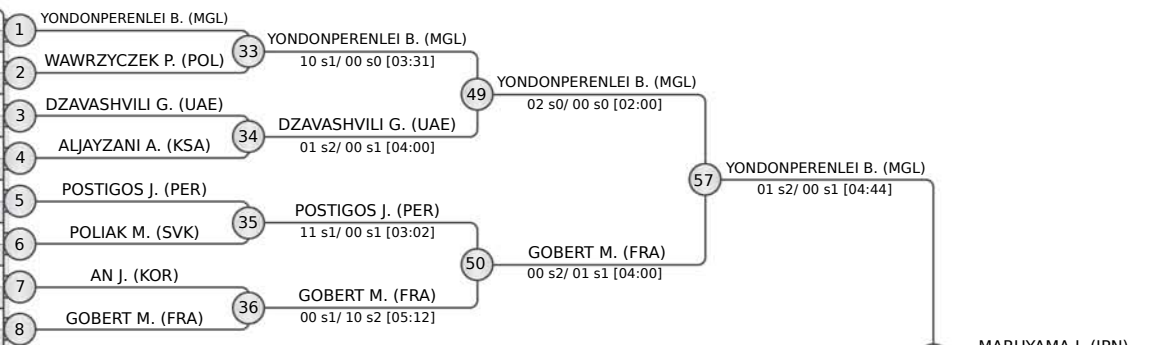 1
YONDONPERENLEI B. (MGL)
33
YONDONPERENLEI B. (MGL)
10 s1/ 00 s0 [03:31]
2
WAWRZYCZEK P. (POL)
49
YONDONPERENLEI B. (MGL)
02 s0/ 00 s0 [02:00]
3
DZAVASHVILI G. (UAE)
34
DZAVASHVILI G. (UAE)
01 s2/ 00 s1 [04:00]
4
ALJAYZANI A. (KSA)
57
YONDONPERENLEI B. (MGL)
01 s2/ 00 s1 [04:44]
5
POSTIGOS J. (PER)
35
POSTIGOS J. (PER)
11 s1/ 00 s1 [03:02]
6
POLIAK M. (SVK)
50
GOBERT M. (FRA)
00 s2/ 01 s1 [04:00]
7
AN J. (KOR)
36
GOBERT M. (FRA)
00 s1/ 10 s2 [05:12]
8
GOBERT M. (FRA)